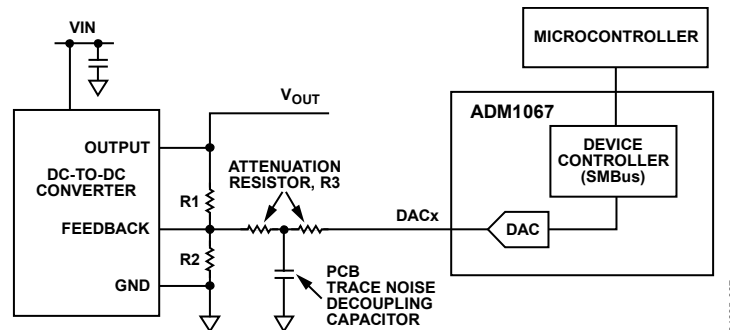 VIN
MICROCONTROLLER
VOUT
ADM1067
OUTPUT
DC-TO-DC
CONVERTER
ATTENUATION
RESISTOR, R3
DEVICE
CONTROLLER
(SMBus)
R1
DACx
FEEDBACK
DAC
R2
GND
PCB
TRACE NOISE
DECOUPLING
CAPACITOR